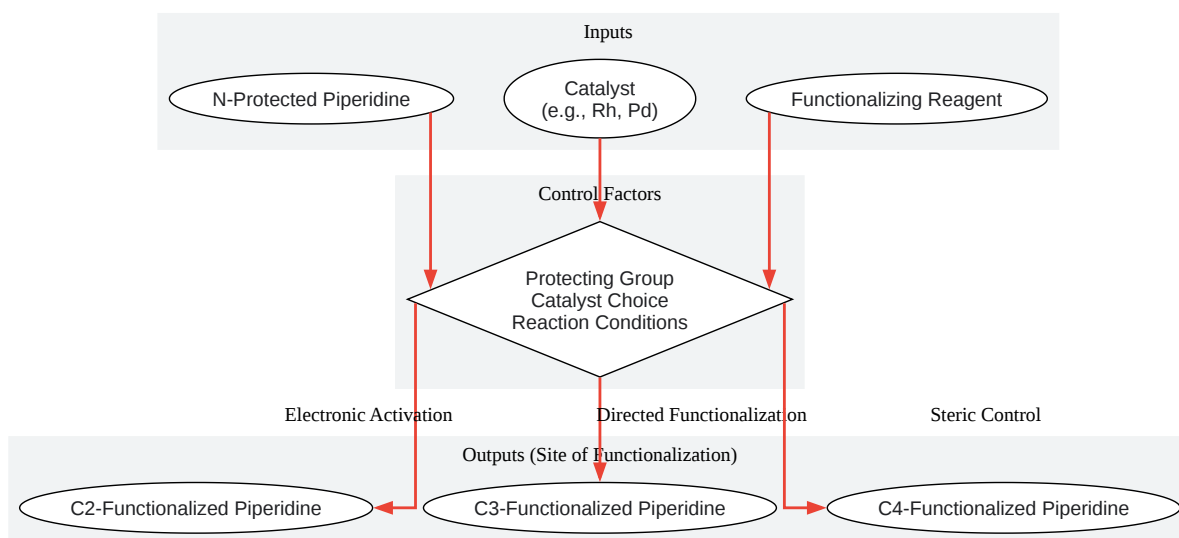 Inputs
N-Protected Piperidine
Catalyst
(e.g., Rh, Pd)
Functionalizing Reagent
Control Factors
Protecting Group
Catalyst Choice
Reaction Conditions
Electronic Activation
Directed Functionalization
Steric Control
Outputs (Site of Functionalization)
C2-Functionalized Piperidine
C3-Functionalized Piperidine
C4-Functionalized Piperidine